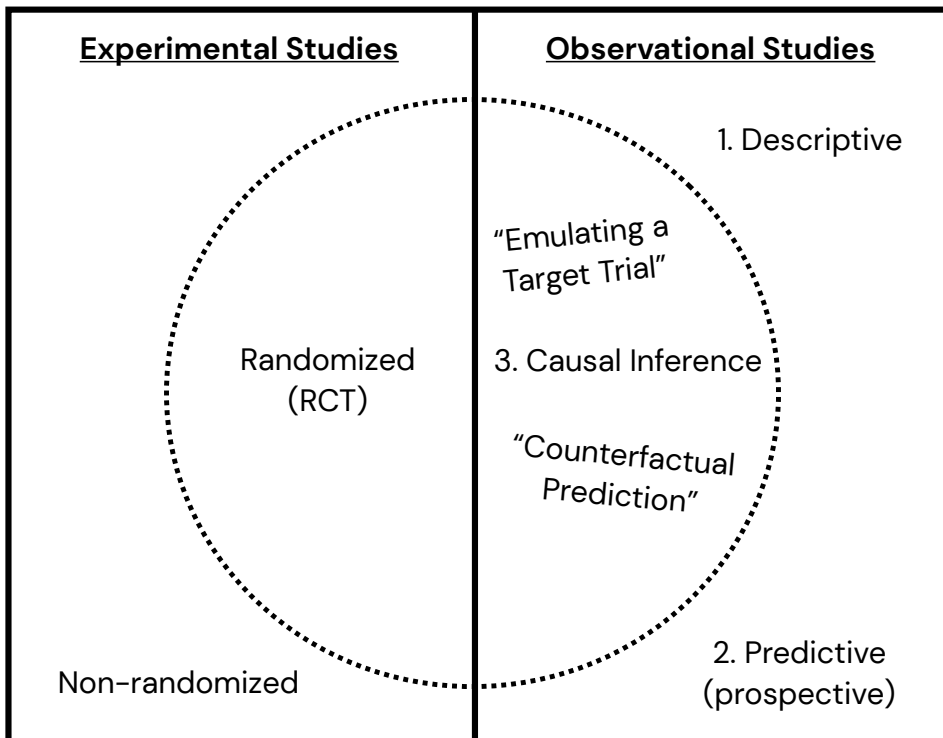 Experimental Studies
Randomized
(RCT)
Non-randomized
Observational Studies
1. Descriptive
“Emulating a
Target Trial”
3. Causal Inference
“Counterfactual
Prediction”
2. Predictive
(prospective)